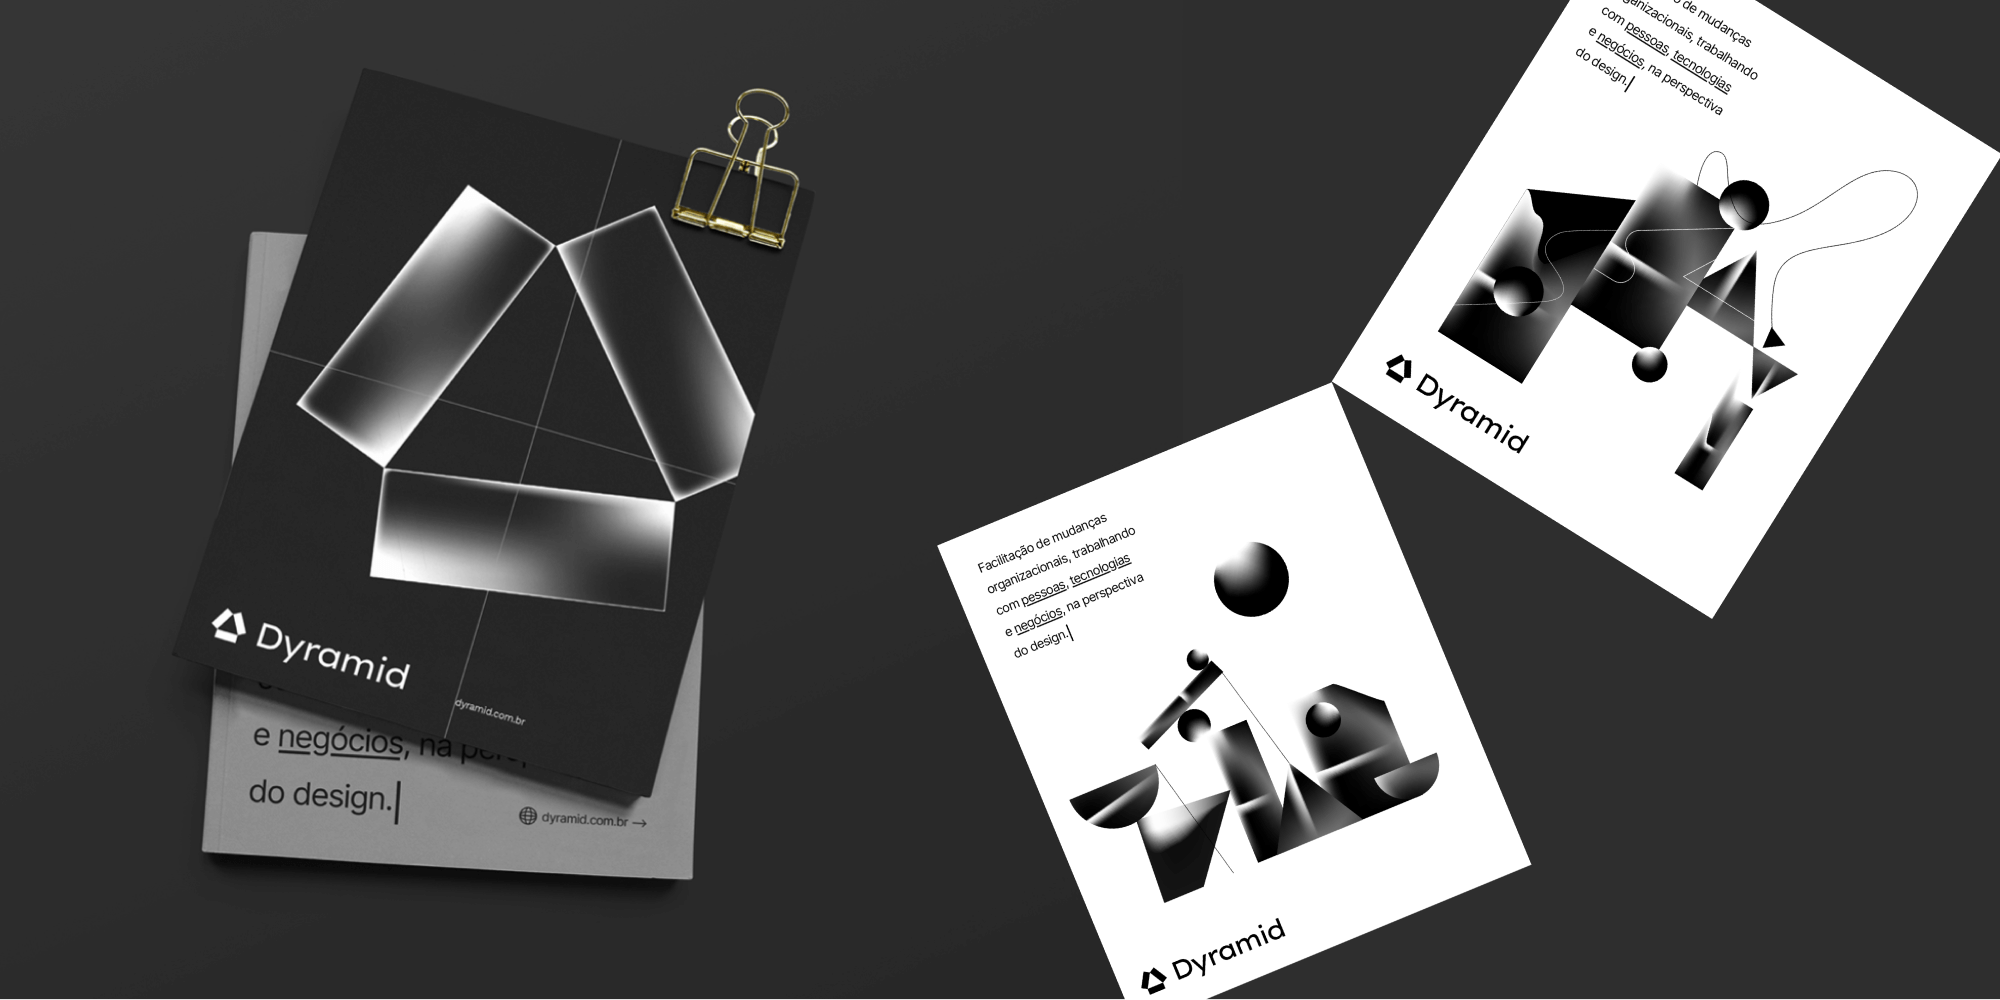 Dyramid
dyramid.com.br
e negócios, na
do design.
dyramid.com.br →
Facilitação de mudanças
organizacionais, trabalhando
com pessoas, tecnologias
e negócios, na perspectiva
do design.
Dyramid
de mudanças
organizacionais, trabalhando
com pessoas, tecnologias
e negócios, na perspectiva
do design.
Dyramid